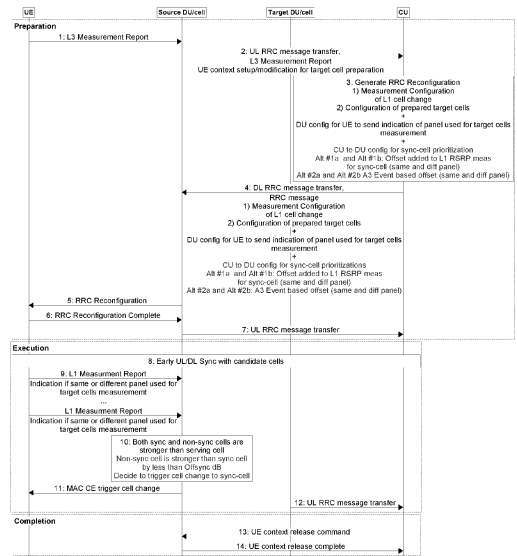 UE
Source DU/cell
Target DU/cell
CU
Preparation
1: L3 Measurement Report
2: UL RRC message transfer,
L3 Measurement Report
UE context setup/modification for target cell preparation
3. Generate RRC Reconfiguration
1) Measurement Configuration
of L1 cell change
2) Configuration of prepared target cells
+
DU config for UE to send indication of panel used for target cells
measurement
+
CU to DU config for sync-cell prioritization
Alt #1a and Alt #1b: Offset added to L1 RSRP meas
for sync-cell (same and diff panel)
Alt #2a and Alt #2b A3 Event based offset (same and diff panel)
4: DL RRC message transfer,
RRC message
1) Measurement Configuration
of L1 cell change
2) Configuration of prepared target cells
+
DU config for UE to send indication of panel used for target cells
measurement
+
CU to DU config for sync-cell prioritizations
Alt #1a and Alt #1b: Offset added to L1 RSRP meas
for sync-cell (same and diff panel)
Alt #2a and Alt #2b: A3 Event based offset (same and diff panel)
5: RRC Reconfiguration
6: RRC Reconfiguration Complete
7: UL RRC message transfer
Execution
8: Early UL/DL Sync with candidate cells
9: L1 Measurment Report
Indication if same or different panel used for
target cells measurememt
...
L1 Measurment Report
Indication if same or different panel used for
target cells measurememt
10: Both sync and non-sync cells are
stronger than serving cell
Non-sync cell is stronger than sync cell
by less than Offsync dB
Decide to trigger cell change to sync-cell
11: MAC CE trigger cell change
12: UL RRC message transfer
Completion
13: UE context release command
14: UE context release complete